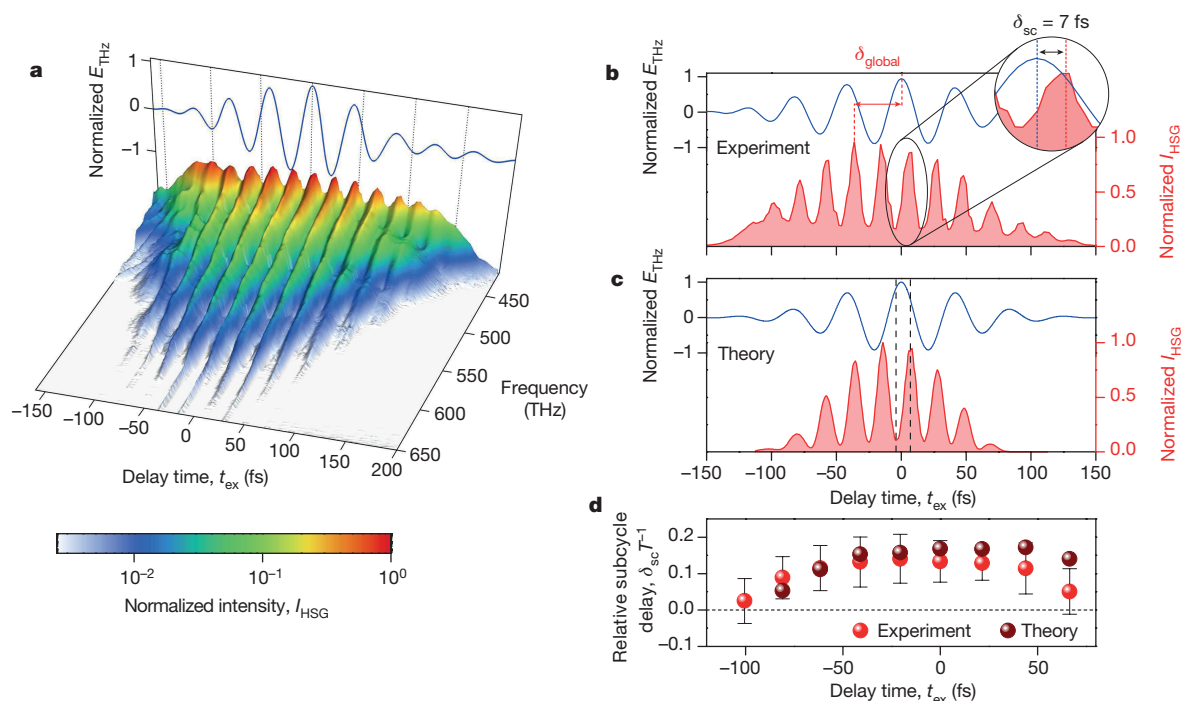 a
Normalized E_THz
1
0
−1
450
500
550
600
650
Frequency
(THz)
−150
−100
−50
0
50
100
150
200
Delay time, t_ex (fs)
10⁻²
10⁻¹
10⁰
Normalized intensity, I_HSG
b
δ_sc = 7 fs
δ_global
Normalized E_THz
1
0
−1
Experiment
1.0
0.5
0.0
Normalized I_HSG
c
Normalized E_THz
1
0
−1
Theory
1.0
0.5
0.0
Normalized I_HSG
−150
−100
−50
0
50
100
150
Delay time, t_ex (fs)
d
Relative subcycle
delay, δ_sc T⁻¹
0.2
0.1
0.0
−0.1
Experiment
Theory
−100
−50
0
50
Delay time, t_ex (fs)